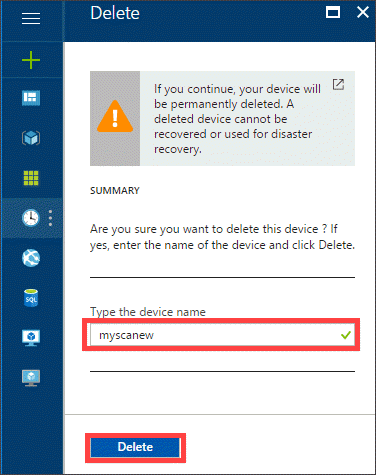 Delete
If you continue, your device will
be permanently deleted. A
deleted device cannot be
recovered or used for disaster
recovery.
SUMMARY
Are you sure you want to delete this device ? If
yes, enter the name of the device and click Delete.
Type the device name
myscanew
SQL
Delete